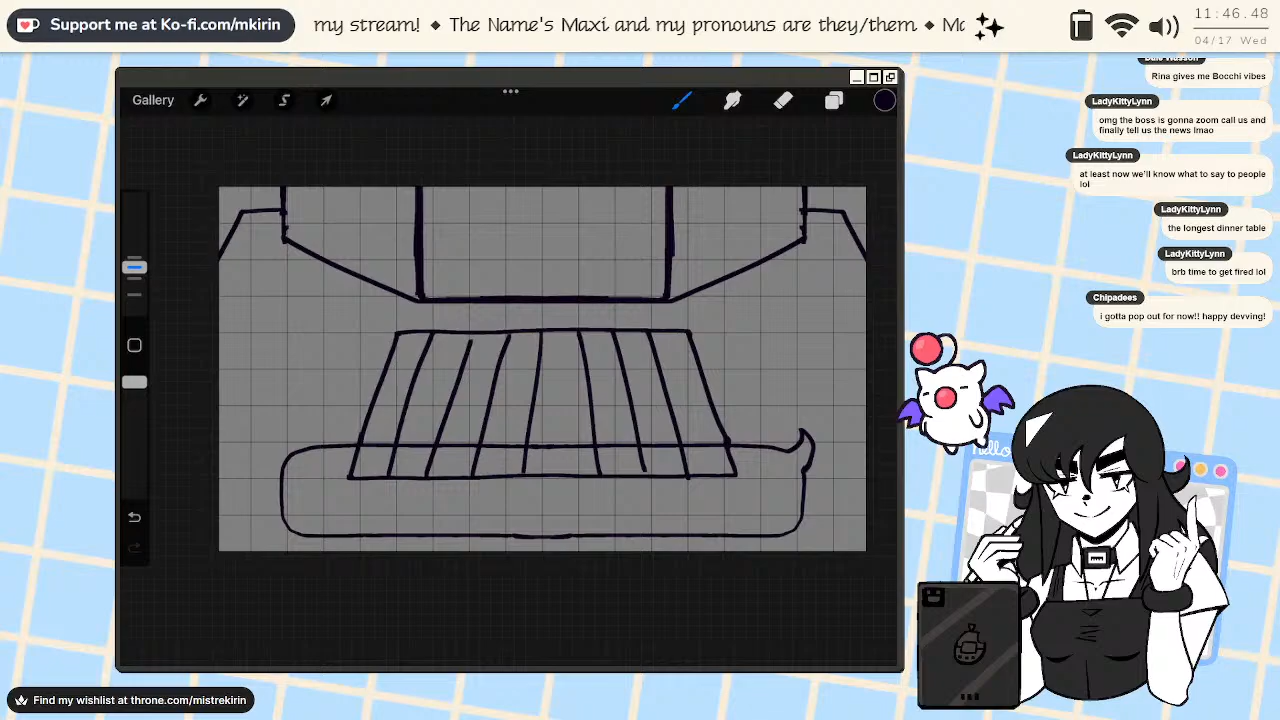 Support me at Ko-fi.com/mkirin
my stream! ◆ The Name's Maxi and my pronouns are they/them ◆
11:46.48
04/17 Wed
Gallery
Rina gives me Bocchi vibes
LadyKittyLynn
omg the boss is gonna zoom call us and
finally tell us the news lmao
LadyKittyLynn
at least now we'll know what to say to people
lol
LadyKittyLynn
the longest dinner table
LadyKittyLynn
brb time to get fired lol
Chipadees
i gotta pop out for now!! happy devving!
Hello
Find my wishlist at throne.com/mistrekirin